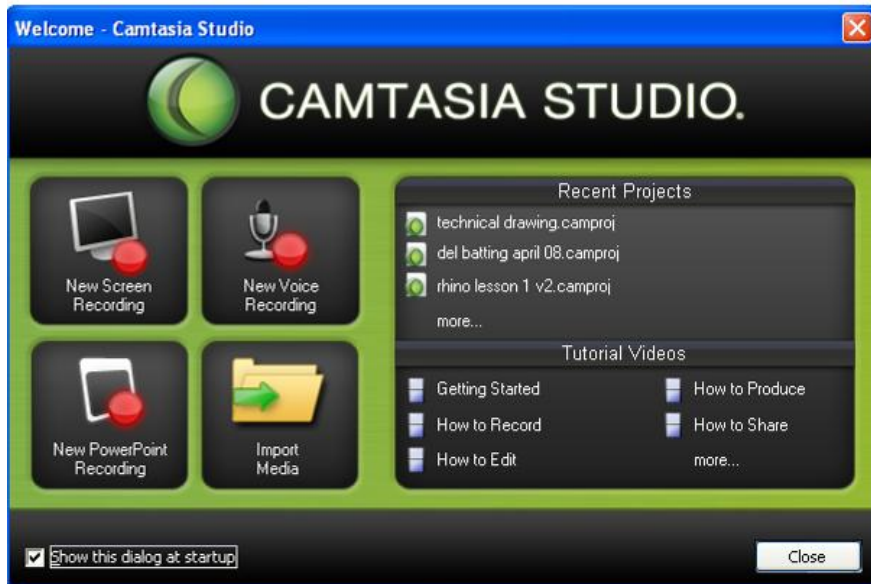 Welcome - Camtasia Studio
CAMTASIA STUDIO.
New Screen
Recording
New Voice
Recording
New PowerPoint
Recording
Import
Media
Recent Projects
technical drawing.camproj
del batting april 08.camproj
rhino lesson 1 v2.camproj
more...
Tutorial Videos
Getting Started
How to Record
How to Edit
How to Produce
How to Share
more...
Show this dialog at startup
Close